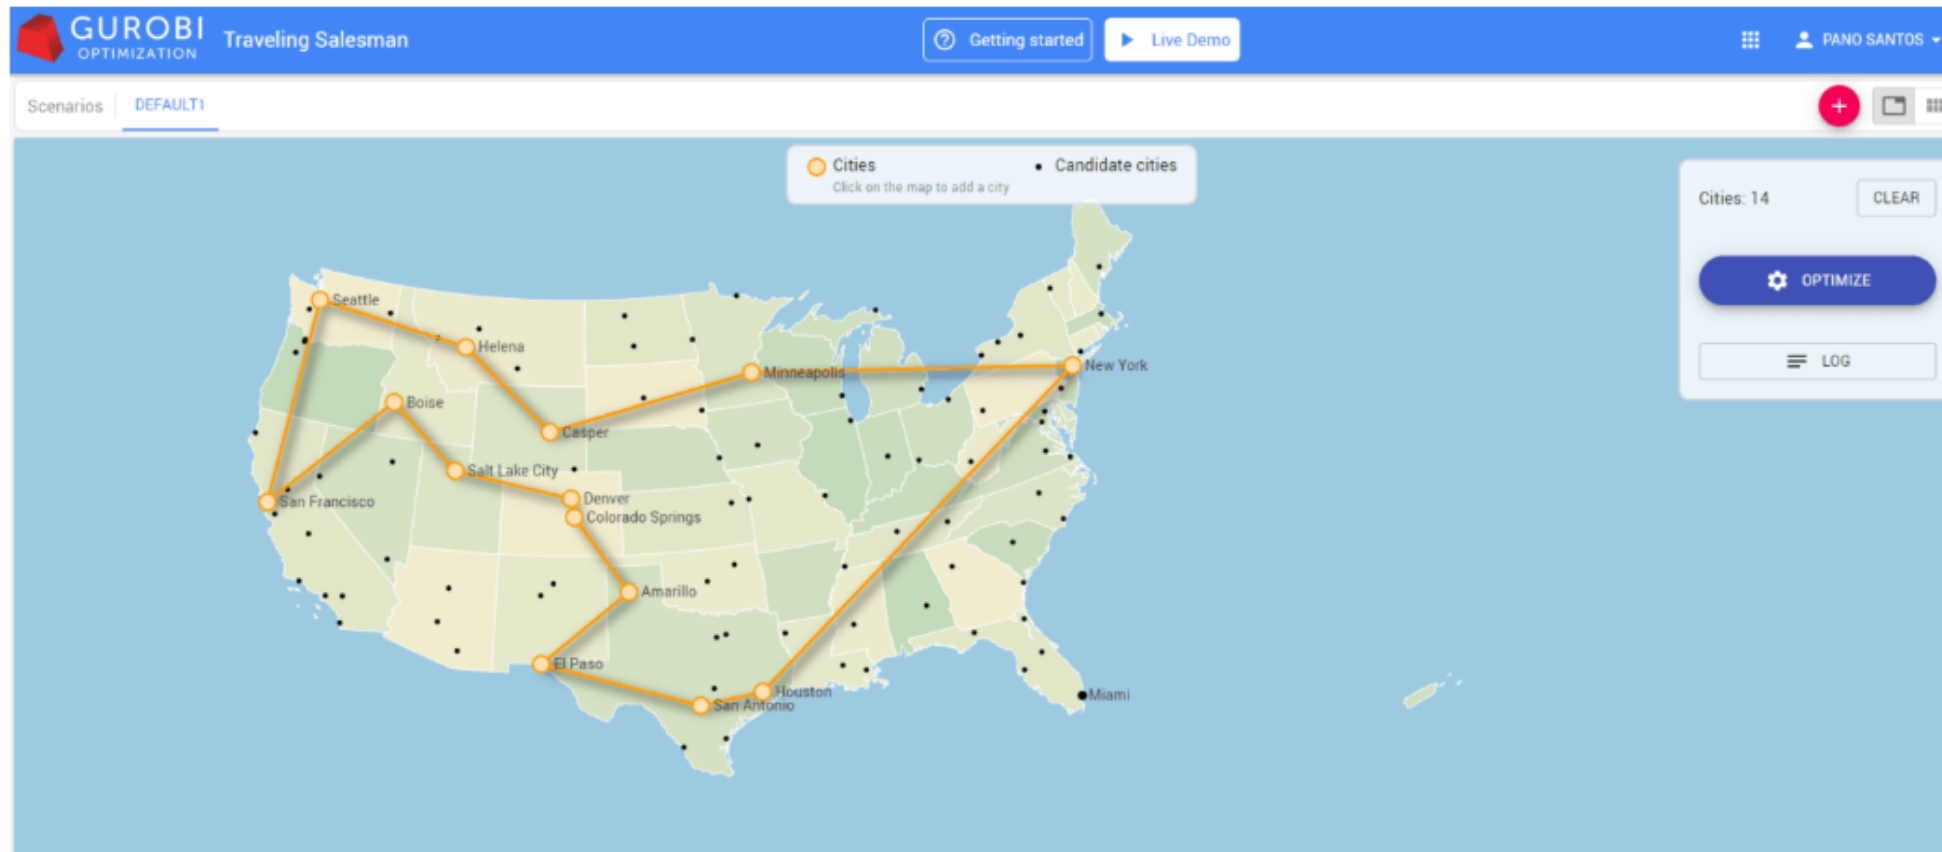 GUROBI
OPTIMIZATION
Traveling Salesman
Getting started
Live Demo
PANO SANTOS
Scenarios
DEFAULT1
Cities
Candidate cities
Click on the map to add a city
Cities: 14
CLEAR
OPTIMIZE
LOG
Seattle
Helena
Minneapolis
New York
Boise
Casper
Salt Lake City
Denver
San Francisco
Colorado Springs
Amarillo
El Paso
Houston
Miami
San Antonio